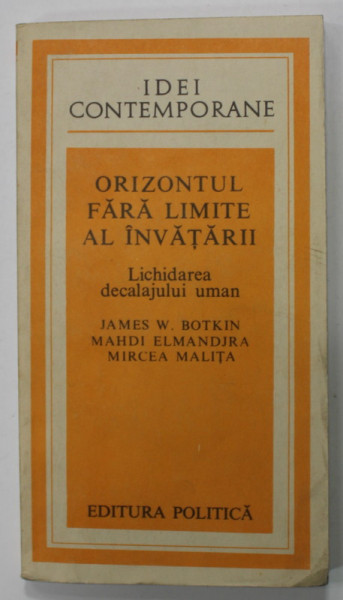 IDEI
CONTEMPORANE
ORIZONTUL
FĂRĂ LIMITE
AL ÎNVĂȚĂRII
Lichidarea
decalajului uman
JAMES W. BOTKIN
MAHDI ELMANDJRA
MIRCEA MALIȚA
EDITURA POLITICĂ